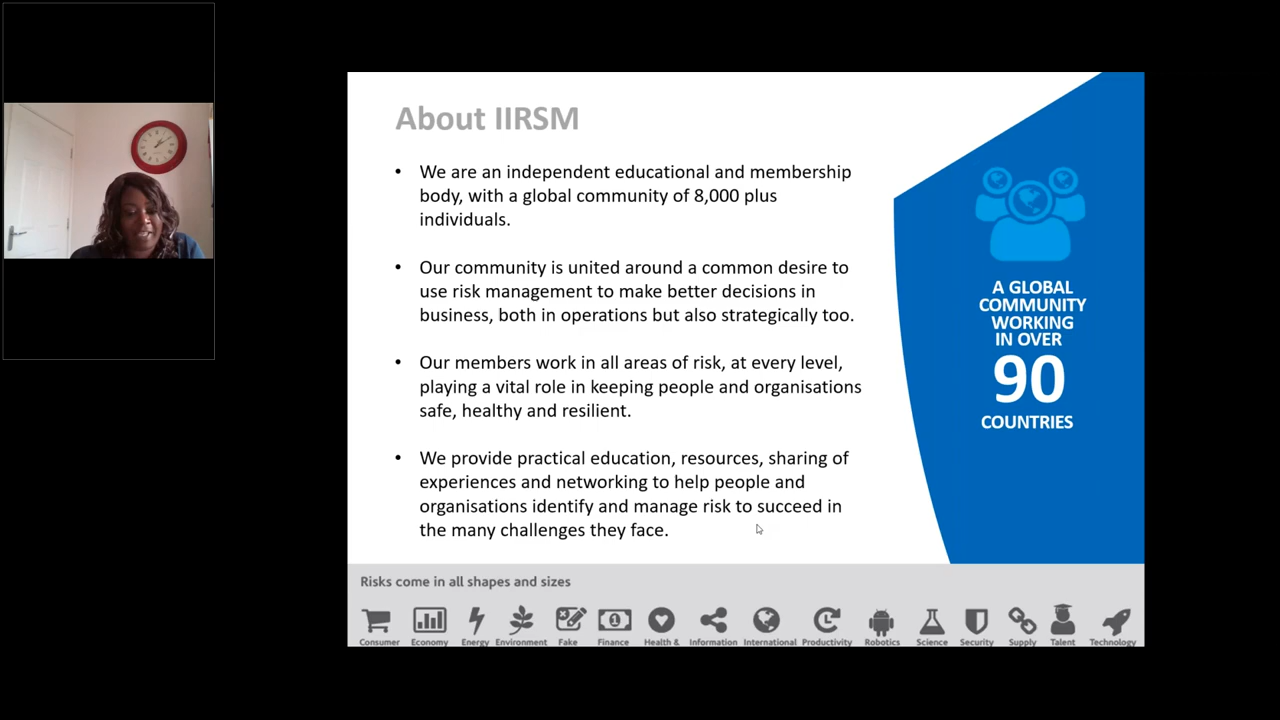 About IIRSM
• We are an independent educational and membership
body, with a global community of 8,000 plus
individuals.
• Our community is united around a common desire to
use risk management to make better decisions in
business, both in operations but also strategically too.
• Our members work in all areas of risk, at every level,
playing a vital role in keeping people and organisations
safe, healthy and resilient.
• We provide practical education, resources, sharing of
experiences and networking to help people and
organisations identify and manage risk to succeed in
the many challenges they face.
A GLOBAL
COMMUNITY
WORKING
IN OVER
90
COUNTRIES
Risks come in all shapes and sizes
Consumer Economy Energy Environment Fake Finance Health & Information International Productivity Robotics Science Security Supply Talent Technology